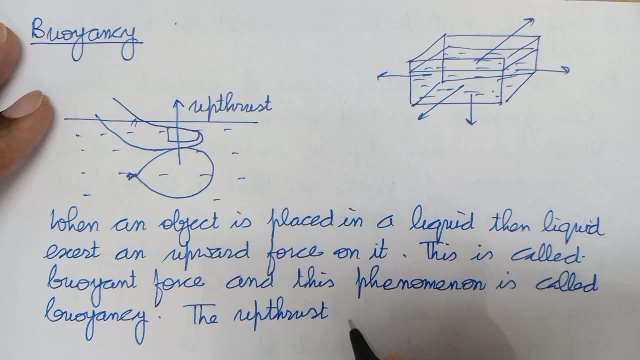 Buoyancy
upthrust
When an object is placed in a liquid then liquid
exert an upward force on it. This is called
buoyant force and this phenomenon is called
buoyancy. The upthrust